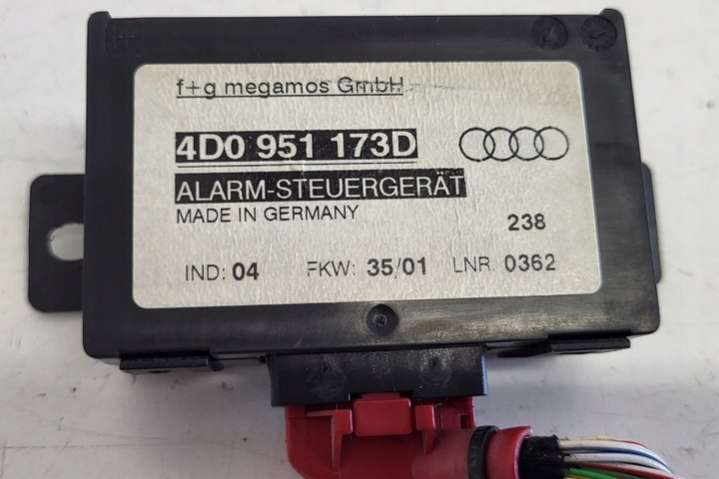 f+g megamos GmbH
4D0 951 173D
ALARM-STEUERGERÄT
MADE IN GERMANY
238
IND: 04 FKW: 35/01 LNR. 0362